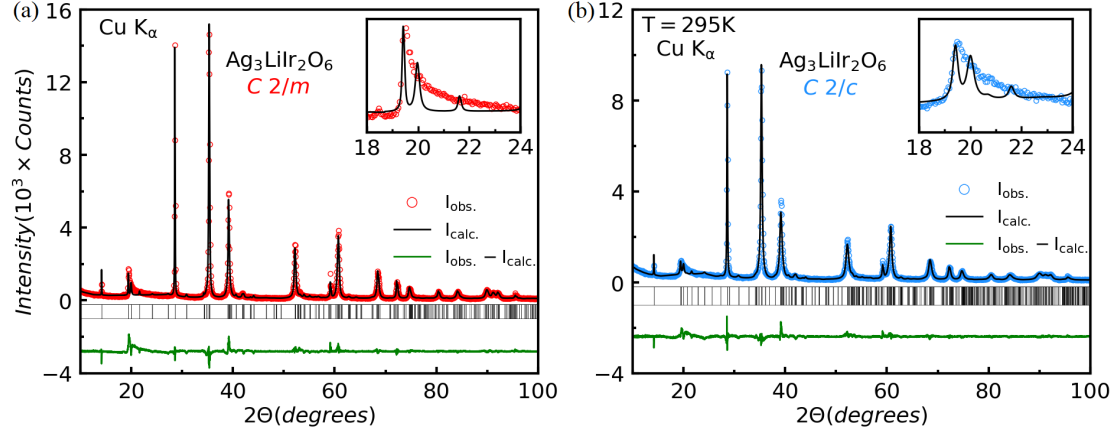 (a)
Intensity(10³ × Counts)
16
12
8
4
0
−4
Cu Kα
Ag₃LiIr₂O₆
C 2/m
18 20 22 24
Iobs.
Icalc.
Iobs. − Icalc.
20 40 60 80 100
2Θ(degrees)
(b)
12
8
4
0
−4
T = 295K
Cu Kα
Ag₃LiIr₂O₆
C 2/c
18 20 22 24
Iobs.
Icalc.
Iobs. − Icalc.
20 40 60 80 100
2Θ(degrees)